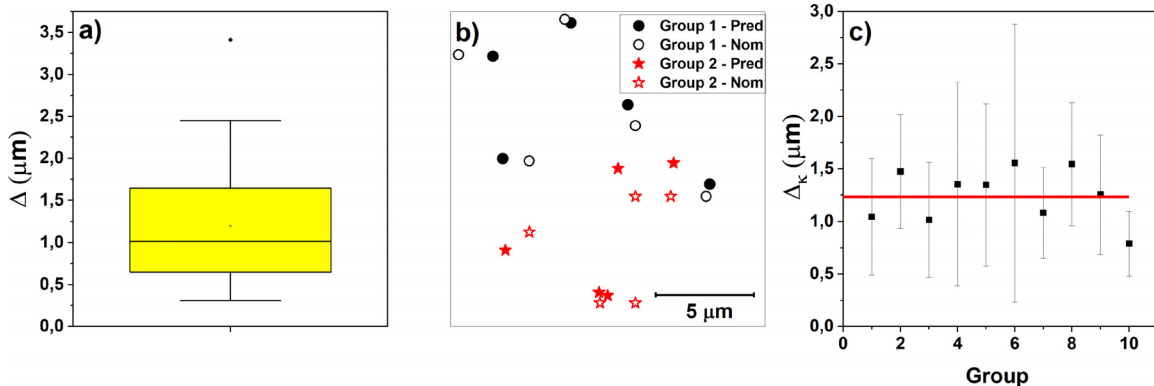 a)
4,0
3,5
3,0
2,5
2,0
1,5
1,0
0,5
0,0
Δ (μm)
b)
Group 1 - Pred
Group 1 - Nom
Group 2 - Pred
Group 2 - Nom
5 μm
c)
3,0
2,5
2,0
1,5
1,0
0,5
0,0
Δκ (μm)
0 2 4 6 8 10
Group